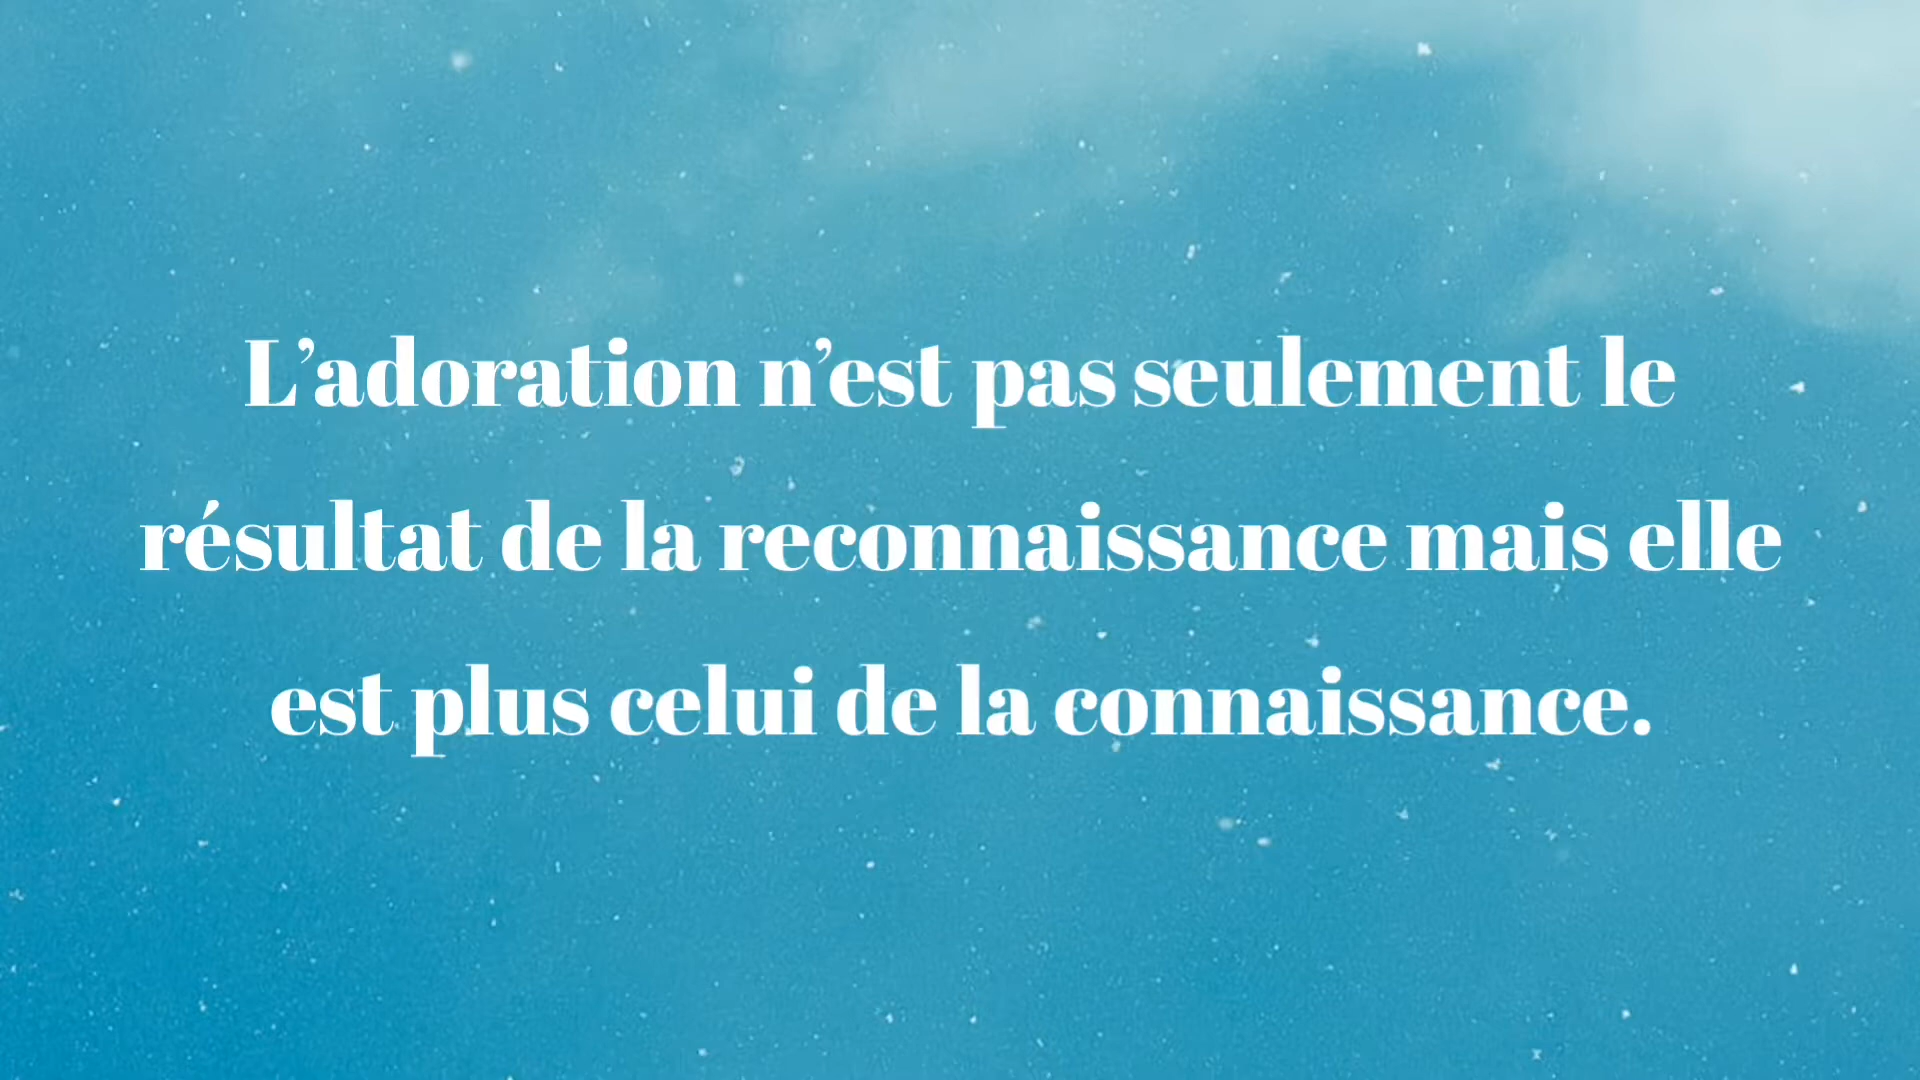 L’adoration n’est pas seulement le
résultat de la reconnaissance mais elle
est plus celui de la connaissance.